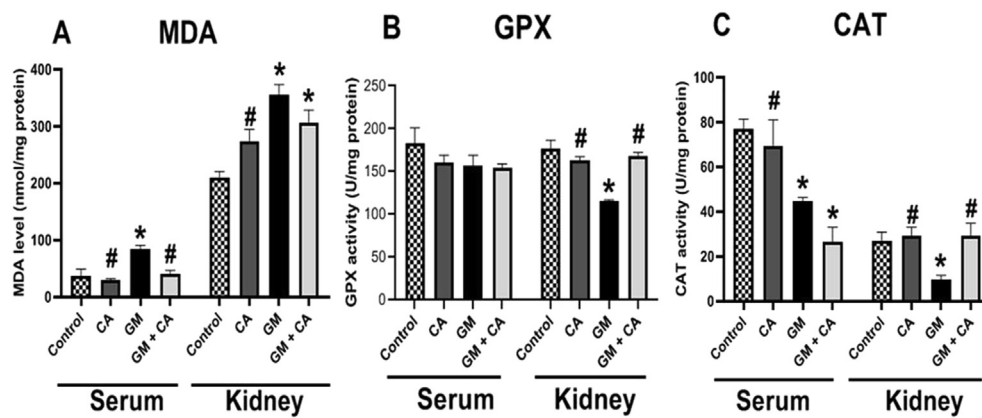 A MDA
MDA level (nmol/mg protein)
400
300
200
100
0
* # * #
# * *
Control CA GM GM + CA Control CA GM GM + CA
Serum Kidney
B GPX
GPX activity (U/mg protein)
250
200
150
100
50
0
# * #
Control CA GM GM + CA Control CA GM GM + CA
Serum Kidney
C CAT
CAT activity (U/mg protein)
100
80
60
40
20
0
# * *
# * #
Control CA GM GM + CA Control CA GM GM + CA
Serum Kidney